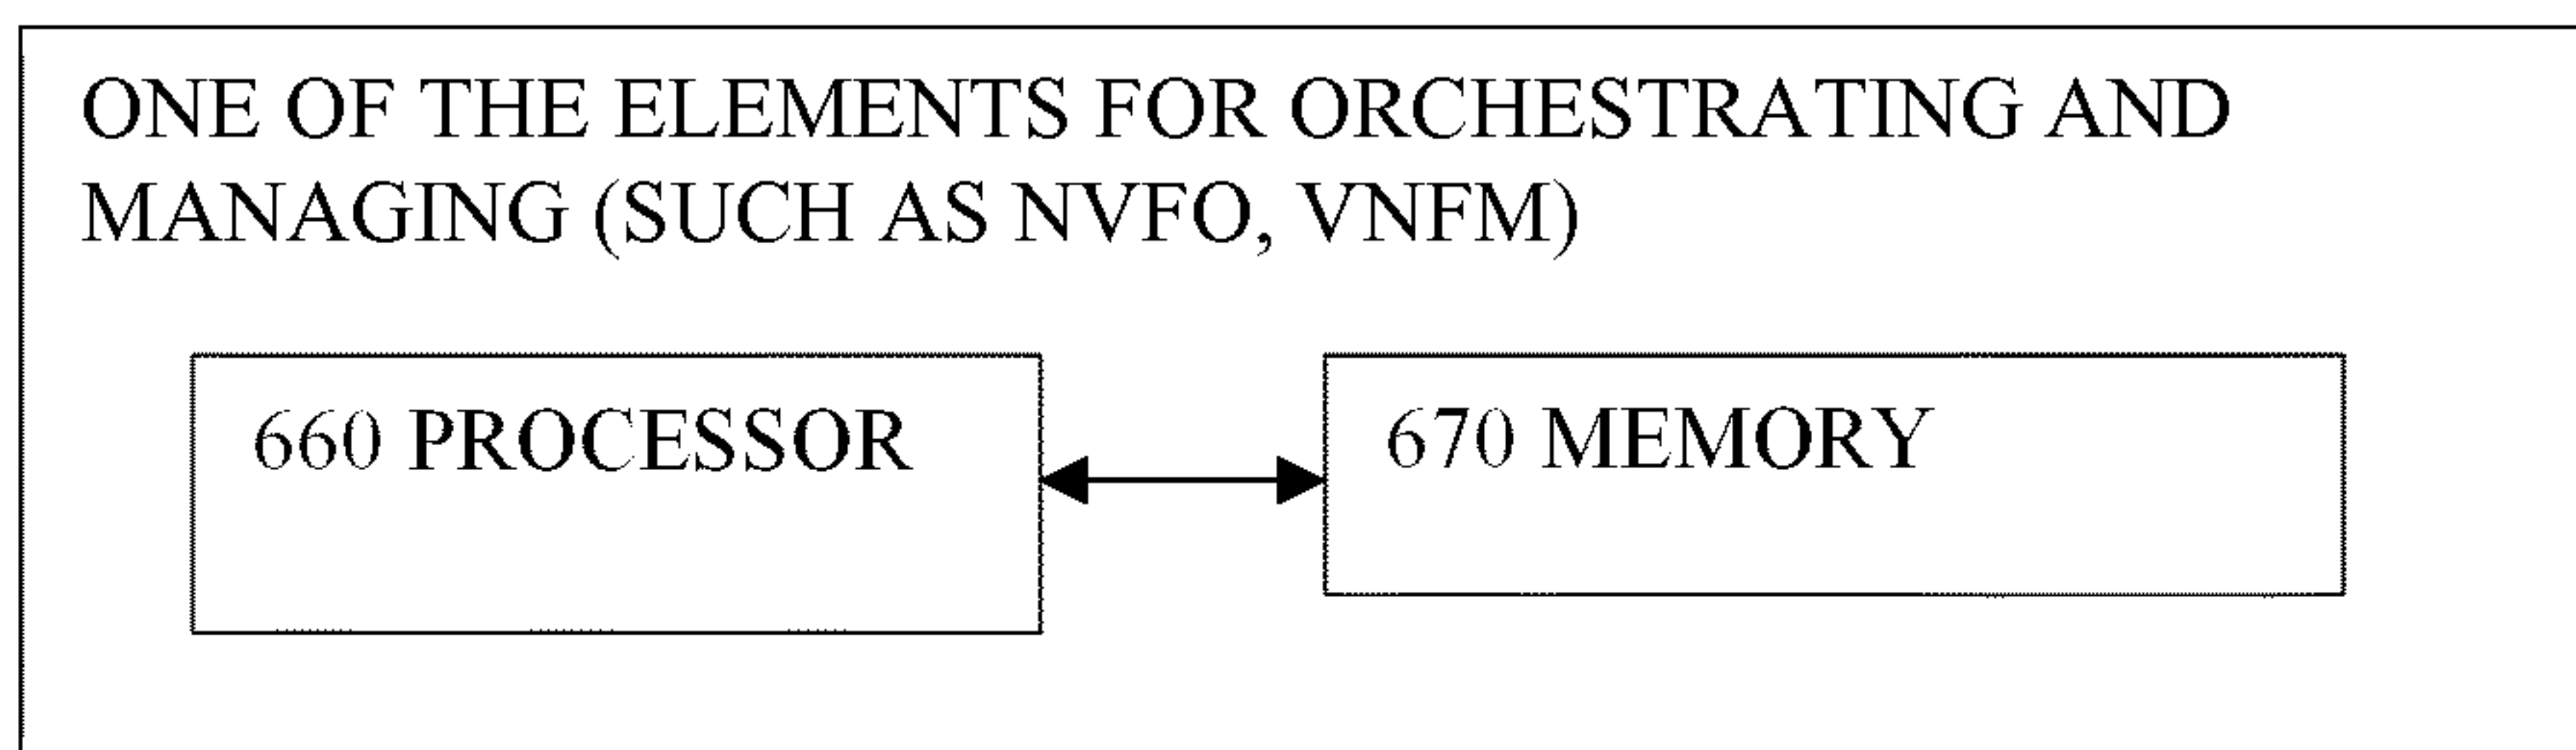 ONE OF THE ELEMENTS FOR ORCHESTRATING AND
MANAGING (SUCH AS NVFO, VNFM)
660 PROCESSOR
670 MEMORY